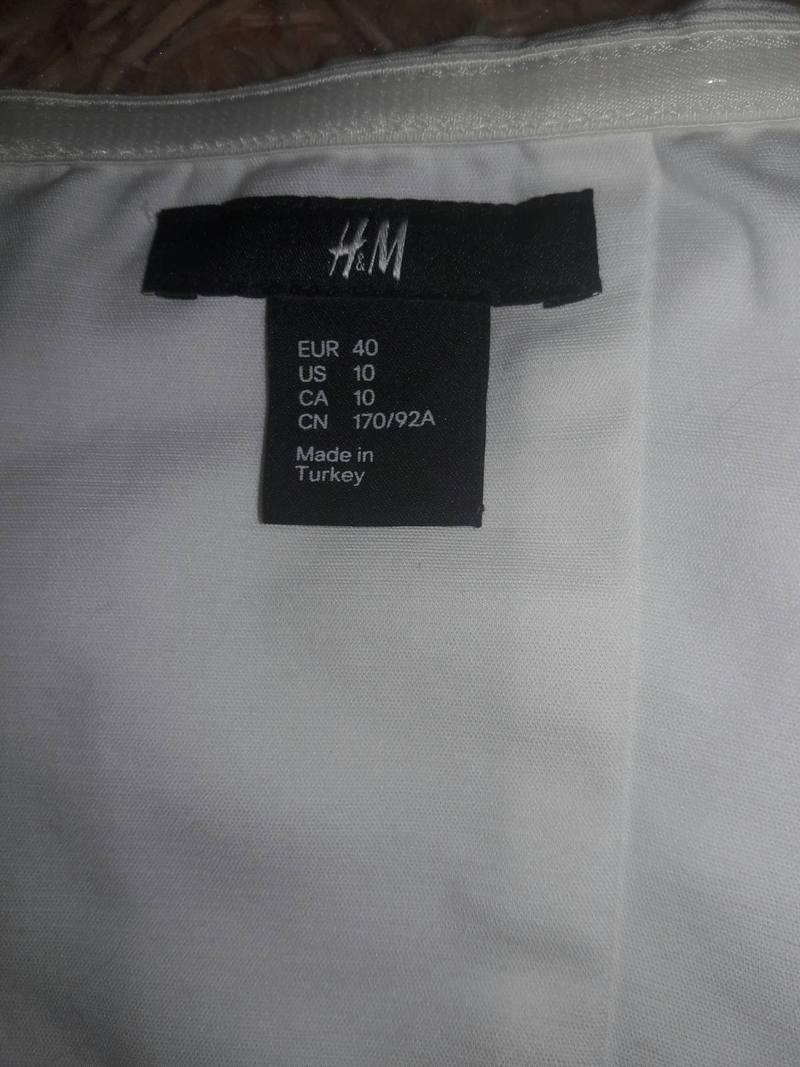 H&M
EUR 40
US 10
CA 10
CN 170/92A
Made in
Turkey